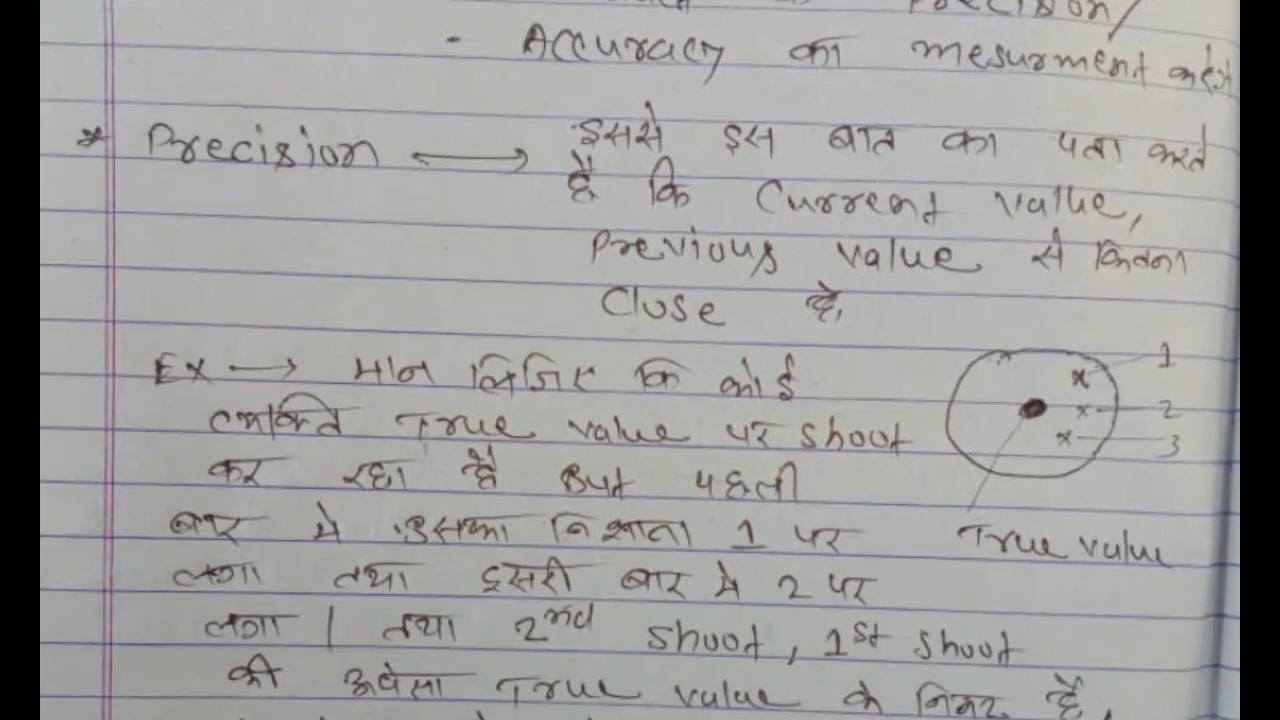 Precision/
- Accuracy का mesurment करेंगे
* Precision ⟷ इससे इस बात का पता करते
है कि Current value,
Previous value से कितना
Close है,
Ex → मान लिजिए कि कोई
व्यक्ति True value पर shoot
कर रहा है But पहली
बार मे उसका निशाना 1 पर
लगा तथा दुसरी बार मे 2 पर
लगा | तथा 2nd shoot, 1st shoot
की अपेक्षा True value के निकट है,
1
2
3
True value